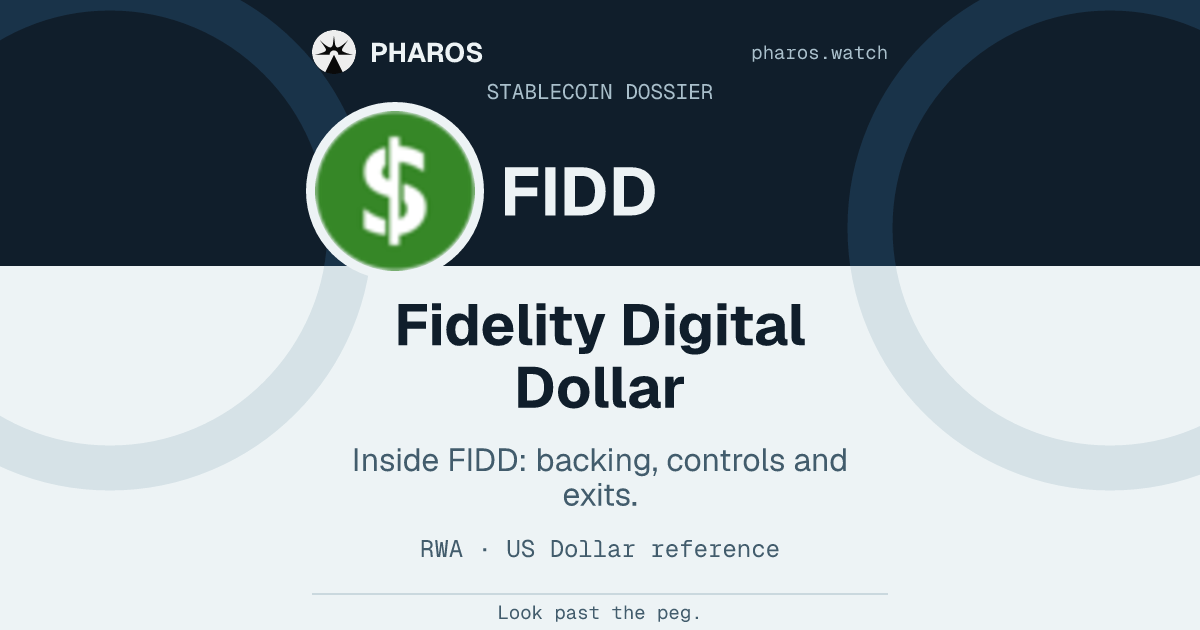 PHAROS
pharos.watch
STABLECOIN DOSSIER
$
FIDD
Fidelity Digital
Dollar
Inside FIDD: backing, controls and
exits.
RWA · US Dollar reference
Look past the peg.